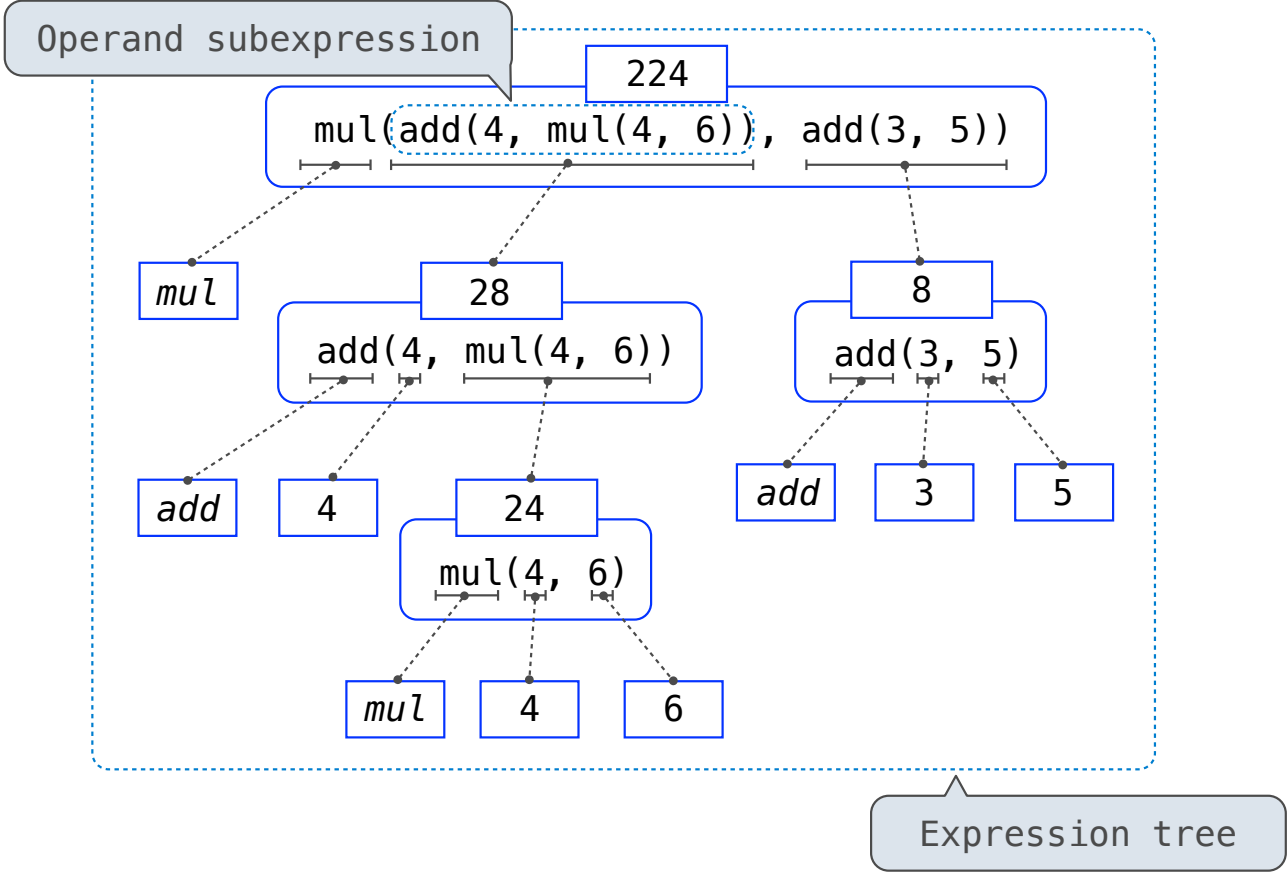 Operand subexpression
224
mul(add(4, mul(4, 6)), add(3, 5))
mul
28
8
add(4, mul(4, 6))
add(3, 5)
add
4
24
add
3
5
mul(4, 6)
mul
4
6
Expression tree